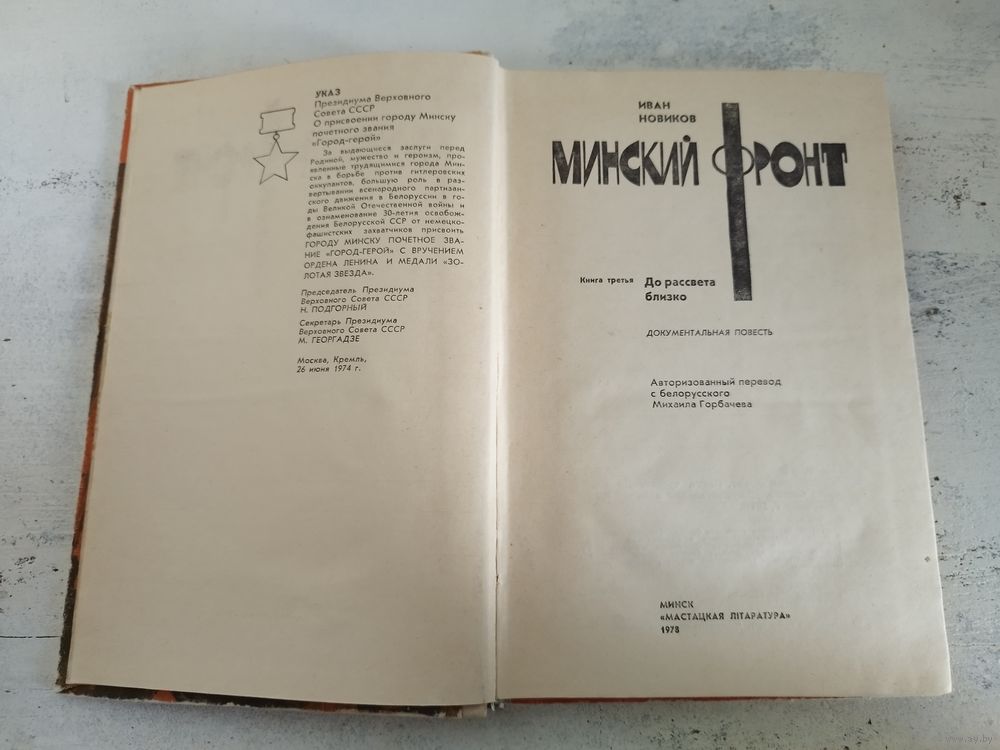 УКАЗ
Президиума Верховного
Совета СССР
О присвоении городу Минску
почетного звания
«Город-герой»
За выдающиеся заслуги перед
Родиной, мужество и героизм, про-
явленные трудящимися города Мин-
ска в борьбе против гитлеровских
оккупантов, большую роль в раз-
вертывании всенародного партизан-
ского движения в Белоруссии в го-
ды Великой Отечественной войны и
в ознаменование 30-летия освобож-
дения Белорусской ССР от немецко-
фашистских захватчиков присвоить
ГОРОДУ МИНСКУ ПОЧЕТНОЕ ЗВА-
НИЕ «ГОРОД-ГЕРОЙ» С ВРУЧЕНИЕМ
ОРДЕНА ЛЕНИНА И МЕДАЛИ «ЗО-
ЛОТАЯ ЗВЕЗДА».
Председатель Президиума
Верховного Совета СССР
Н. ПОДГОРНЫЙ
Секретарь Президиума
Верховного Совета СССР
М. ГЕОРГАДЗЕ
Москва, Кремль,
26 июня 1974 г.
ИВАН
НОВИКОВ
МИНСКИЙ ФРОНТ
Книга третья До рассвета
близко
ДОКУМЕНТАЛЬНАЯ ПОВЕСТЬ
Авторизованный перевод
с белорусского
Михаила Горбачева
МИНСК
«МАСТАЦКАЯ ЛІТАРАТУРА»
1978
www.ay.by